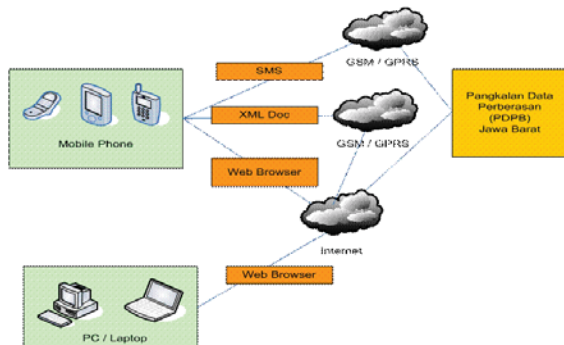 SMS
GSM / GPRS
XML Doc
GSM / GPRS
Mobile Phone
Web Browser
Pangkalan Data
Perberasan
(PDPB)
Jawa Barat
Internet
Web Browser
PC / Laptop